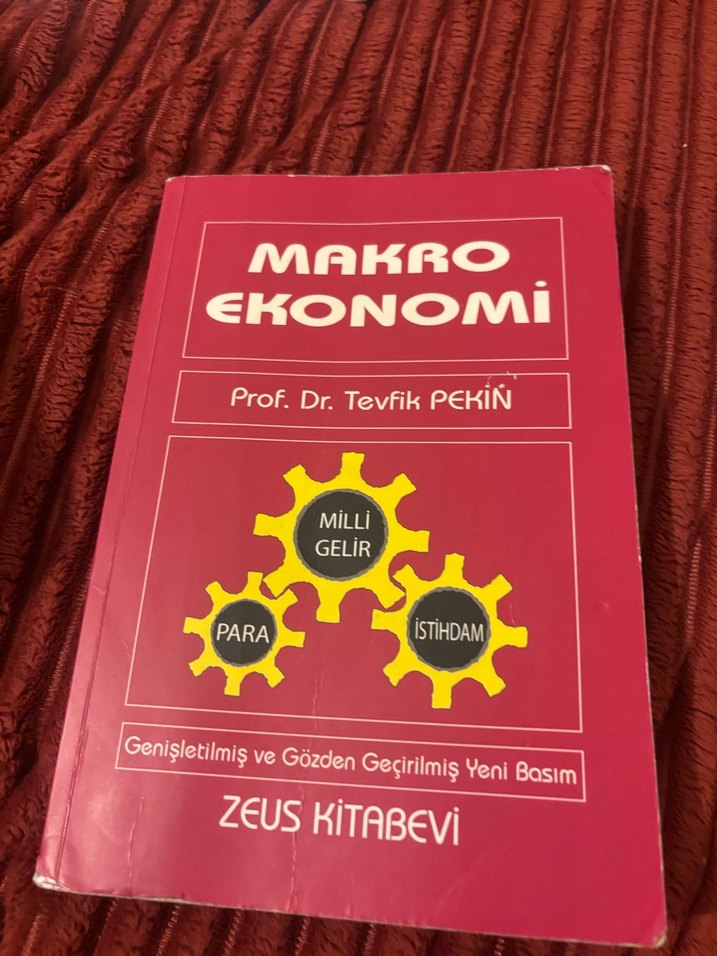 MAKRO
EKONOMİ
Prof. Dr. Tevfik PEKİN
MİLLİ
GELİR
PARA
İSTİHDAM
Genişletilmiş ve Gözden Geçirilmiş Yeni Basım
ZEUS KİTABEVİ